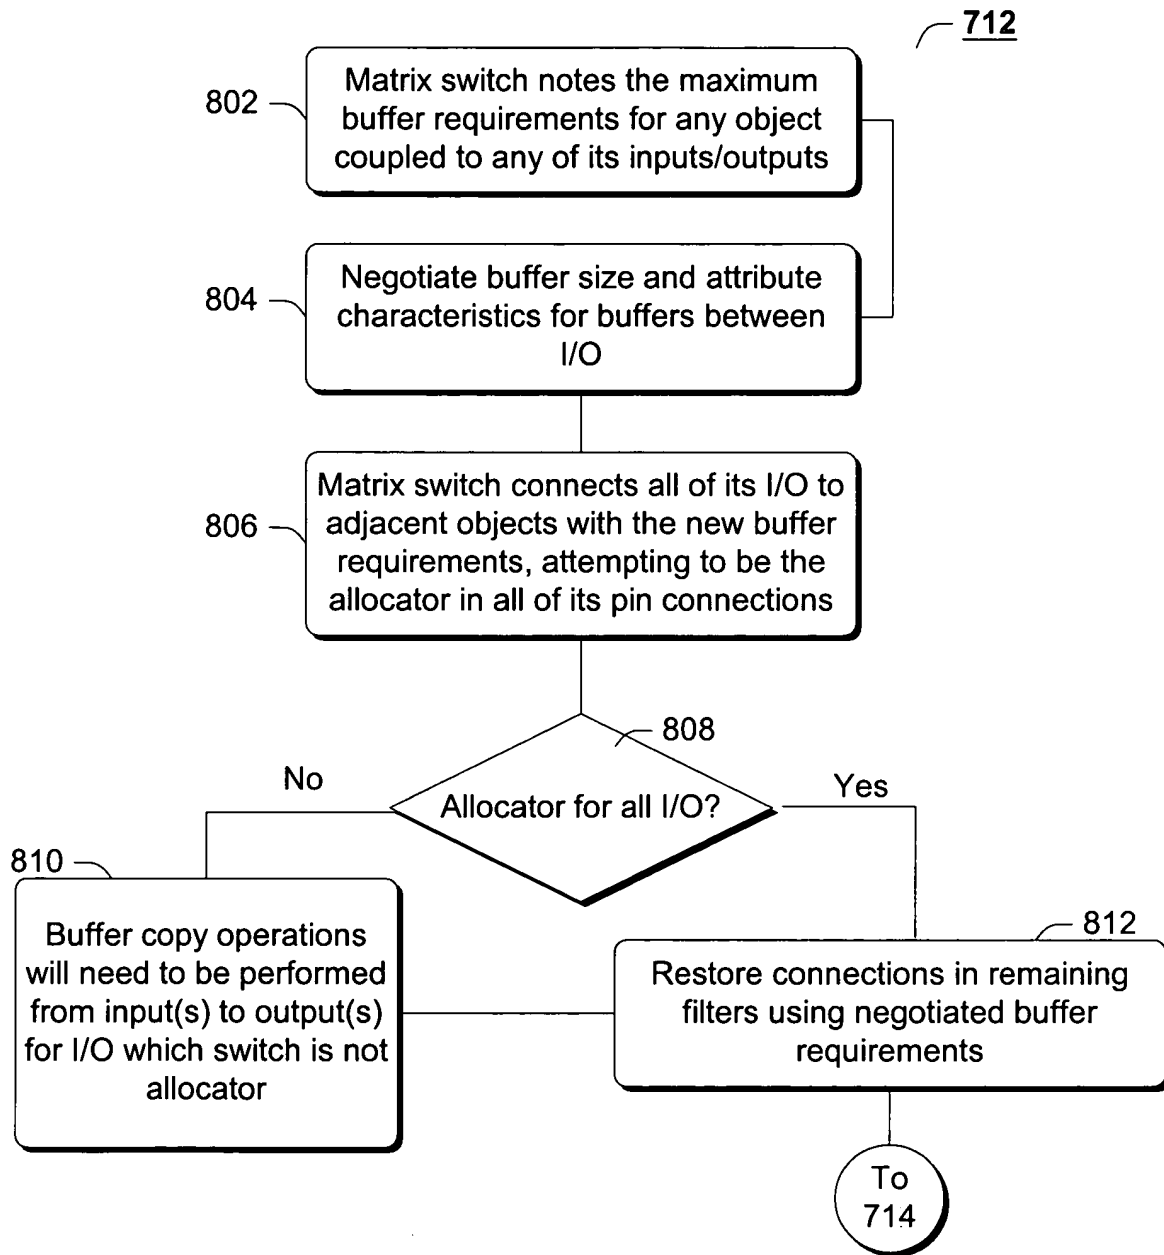 712
802
Matrix switch notes the maximum
buffer requirements for any object
coupled to any of its inputs/outputs
804
Negotiate buffer size and attribute
characteristics for buffers between
I/O
806
Matrix switch connects all of its I/O to
adjacent objects with the new buffer
requirements, attempting to be the
allocator in all of its pin connections
808
No
Allocator for all I/O?
Yes
810
Buffer copy operations
will need to be performed
from input(s) to output(s)
for I/O which switch is not
allocator
812
Restore connections in remaining
filters using negotiated buffer
requirements
To
714